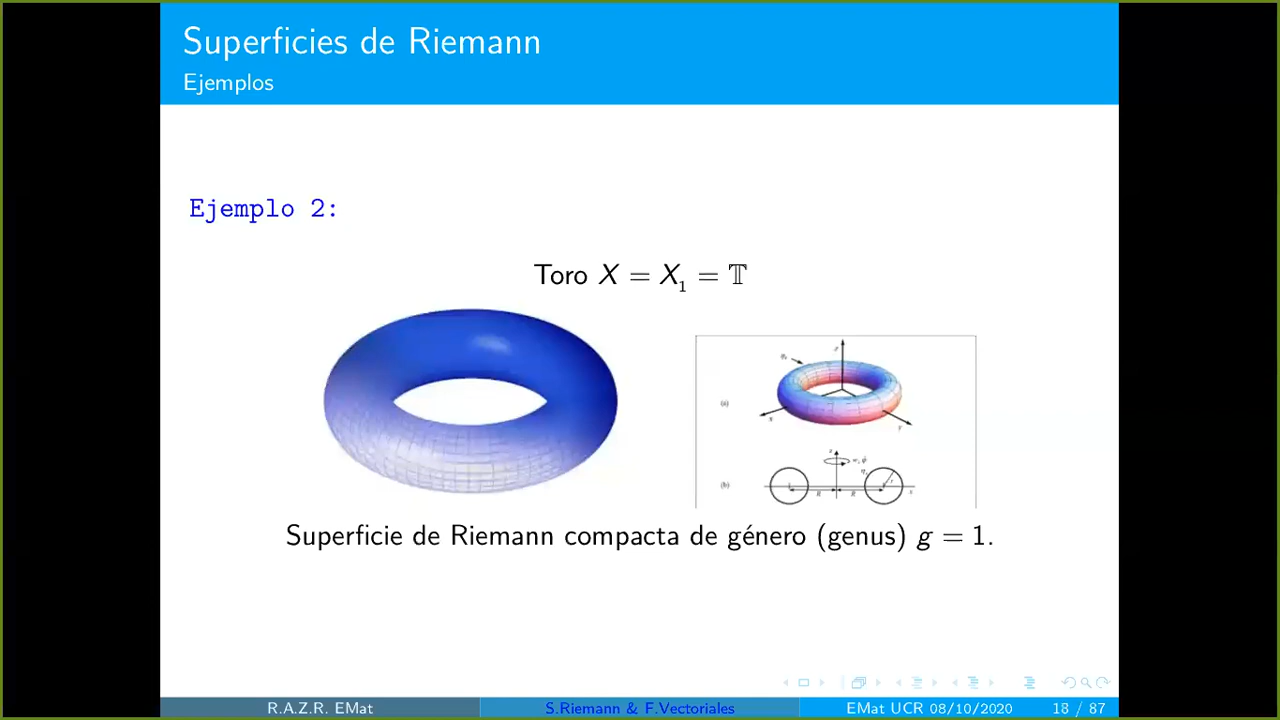 Superficies de Riemann
Ejemplos
Ejemplo 2:
Toro X = X₁ = 𝕋
(a)
z
x
y
(b)
z
R
R
r
x
Superficie de Riemann compacta de género (genus) g = 1.
R.A.Z.R. EMat
S.Riemann & F.Vectoriales
EMat UCR 08/10/2020
18 / 87